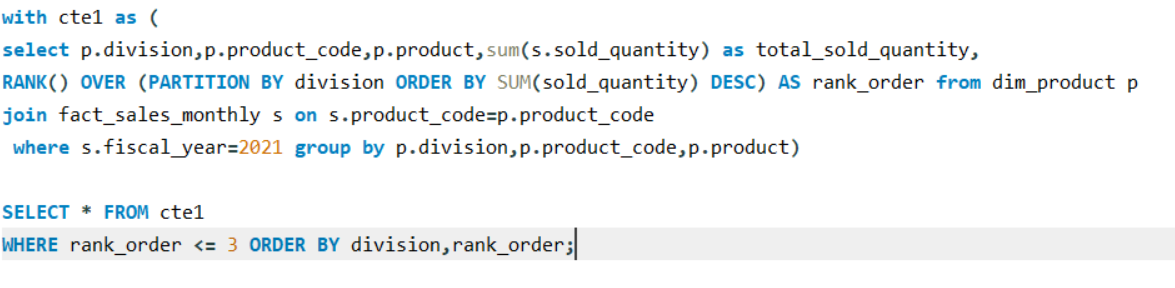 with cte1 as (
select p.division,p.product_code,p.product,sum(s.sold_quantity) as total_sold_quantity,
RANK() OVER (PARTITION BY division ORDER BY SUM(sold_quantity) DESC) AS rank_order from dim_product p
join fact_sales_monthly s on s.product_code=p.product_code
where s.fiscal_year=2021 group by p.division,p.product_code,p.product)
SELECT * FROM cte1
WHERE rank_order <= 3 ORDER BY division,rank_order;